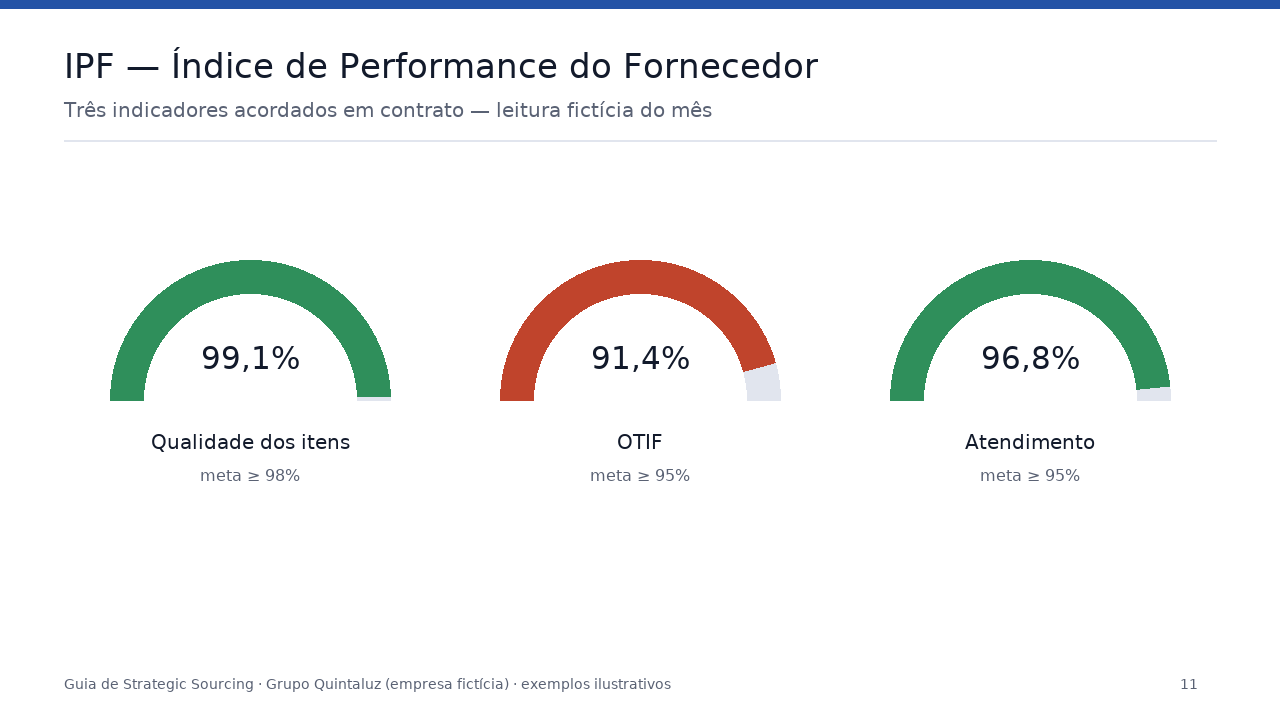 IPF — Índice de Performance do Fornecedor
Três indicadores acordados em contrato — leitura fictícia do mês
99,1%
91,4%
96,8%
Qualidade dos itens
OTIF
Atendimento
meta ≥ 98%
meta ≥ 95%
meta ≥ 95%
Guia de Strategic Sourcing · Grupo Quintaluz (empresa fictícia) · exemplos ilustrativos
11